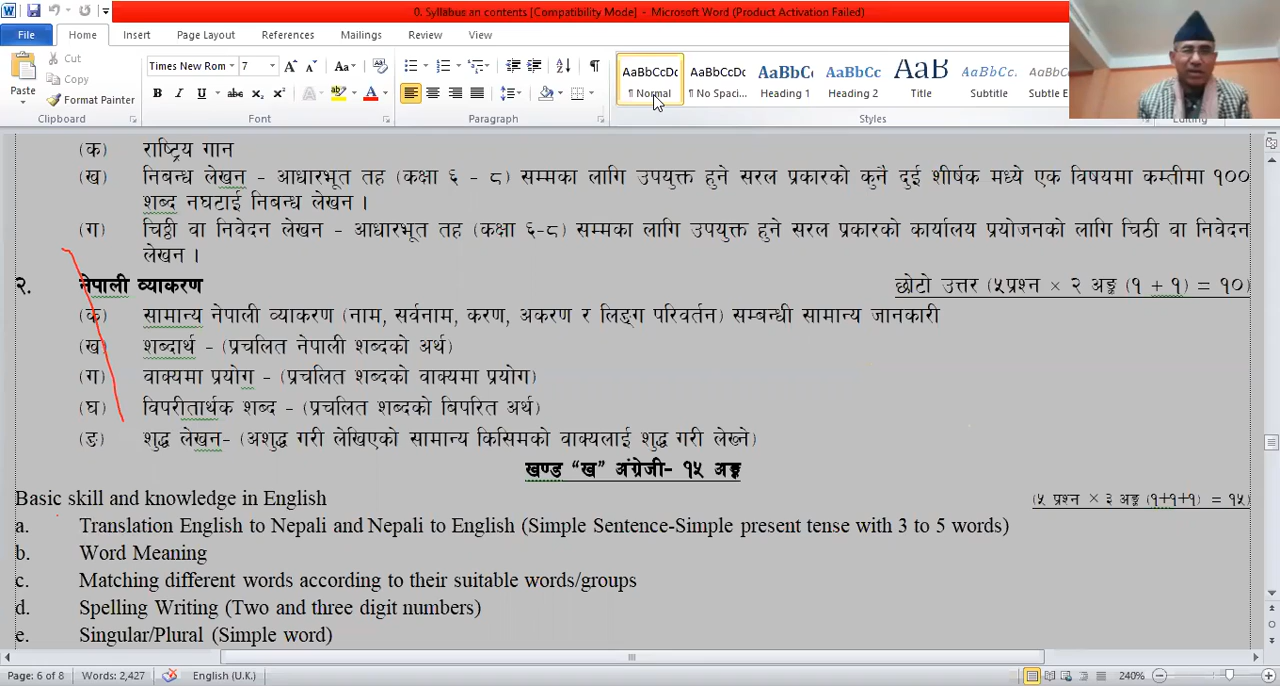 0. Syllabus an contents [Compatibility Mode] - Microsoft Word (Product Activation Failed)
File Home Insert Page Layout References Mailings Review View
Cut
Copy
Format Painter
Paste
Clipboard
Times New Rom 7
Aa
B I U abc X₂ X²
Font
Paragraph
AaBbCcDc AaBbCcDc AaBbC AaBbCc AaB AaBbCc. AaBbC
¶ Normal ¶ No Spaci... Heading 1 Heading 2 Title Subtitle Subtle E
Styles
Editing
(क) राष्ट्रिय गान
(ख) निबन्ध लेखन - आधारभूत तह (कक्षा ६ - ८) सम्मका लागि उपयुक्त हुने सरल प्रकारको कुनै दुई शीर्षक मध्ये एक विषयमा कम्तीमा १००
शब्द नघटाई निबन्ध लेखन ।
(ग) चिठ्ठी वा निवेदन लेखन - आधारभूत तह (कक्षा ६-८) सम्मका लागि उपयुक्त हुने सरल प्रकारको कार्यालय प्रयोजनको लागि चिठी वा निवेदन
लेखन ।
२. नेपाली व्याकरण छोटो उत्तर (५प्रश्न × २ अङ्क (१ + १) = १०)
(क) सामान्य नेपाली व्याकरण (नाम, सर्वनाम, करण, अकरण र लिङ्ग परिवर्तन) सम्बन्धी सामान्य जानकारी
(ख) शब्दार्थ - (प्रचलित नेपाली शब्दको अर्थ)
(ग) वाक्यमा प्रयोग - (प्रचलित शब्दको वाक्यमा प्रयोग)
(घ) विपरीतार्थक शब्द - (प्रचलित शब्दको बिपरित अर्थ)
(ङ) शुद्ध लेखन- (अशुद्ध गरी लेखिएको सामान्य किसिमको वाक्यलाई शुद्ध गरी लेख्ने)
खण्ड “ख” अंग्रेजी- १५ अङ्क
Basic skill and knowledge in English (५ प्रश्न × ३ अङ्क (१+१+१) = १५)
a. Translation English to Nepali and Nepali to English (Simple Sentence-Simple present tense with 3 to 5 words)
b. Word Meaning
c. Matching different words according to their suitable words/groups
d. Spelling Writing (Two and three digit numbers)
e. Singular/Plural (Simple word)
Page: 6 of 8 Words: 2,427 English (U.K.) 240%